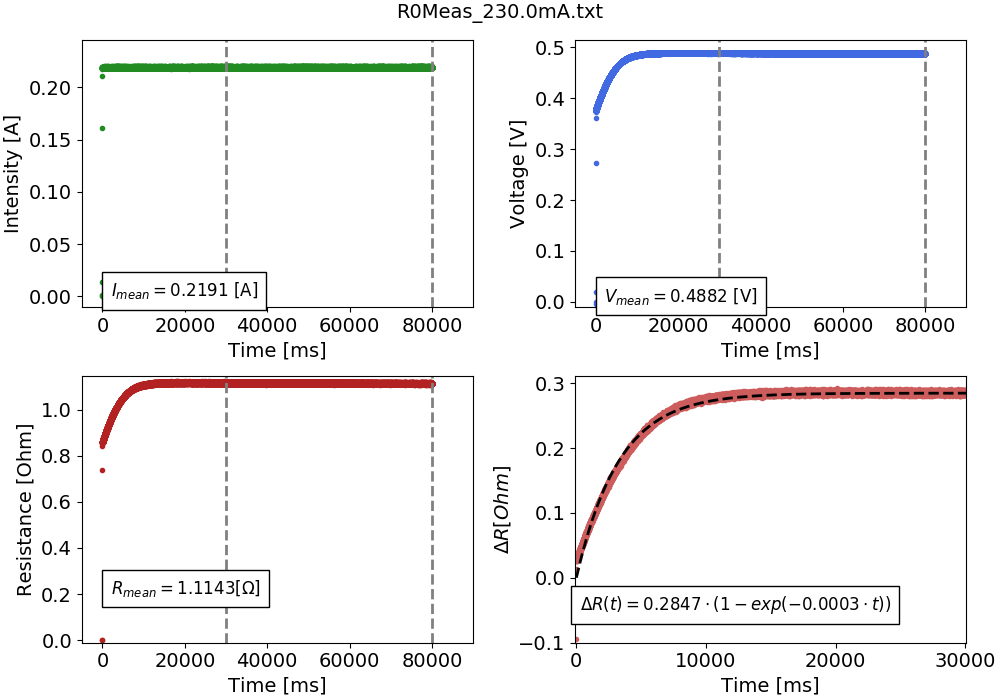 R0Meas_230.0mA.txt
Intensity [A]
0.20
0.15
0.10
0.05
0.00
I_mean = 0.2191 [A]
0 20000 40000 60000 80000
Time [ms]
Voltage [V]
0.5
0.4
0.3
0.2
0.1
0.0
V_mean = 0.4882 [V]
0 20000 40000 60000 80000
Time [ms]
Resistance [Ohm]
1.0
0.8
0.6
0.4
0.2
0.0
R_mean = 1.1143[Ω]
0 20000 40000 60000 80000
Time [ms]
ΔR[Ohm]
0.3
0.2
0.1
0.0
−0.1
ΔR(t) = 0.2847 · (1 − exp(−0.0003 · t))
0 10000 20000 30000
Time [ms]